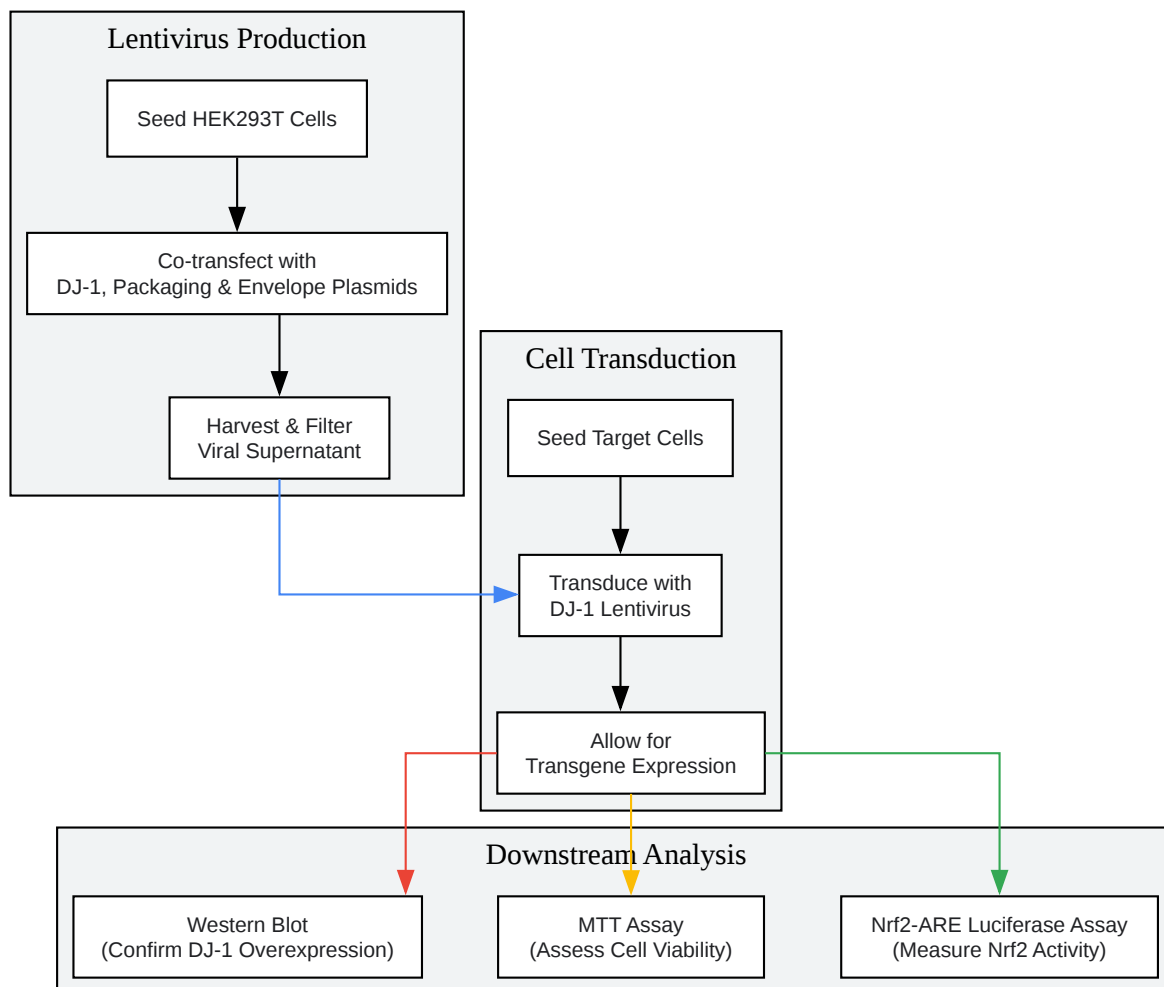 Lentivirus Production
Seed HEK293T Cells
Co-transfect with
DJ-1, Packaging & Envelope Plasmids
Harvest & Filter
Viral Supernatant
Cell Transduction
Seed Target Cells
Transduce with
DJ-1 Lentivirus
Allow for
Transgene Expression
Downstream Analysis
Western Blot
(Confirm DJ-1 Overexpression)
MTT Assay
(Assess Cell Viability)
Nrf2-ARE Luciferase Assay
(Measure Nrf2 Activity)